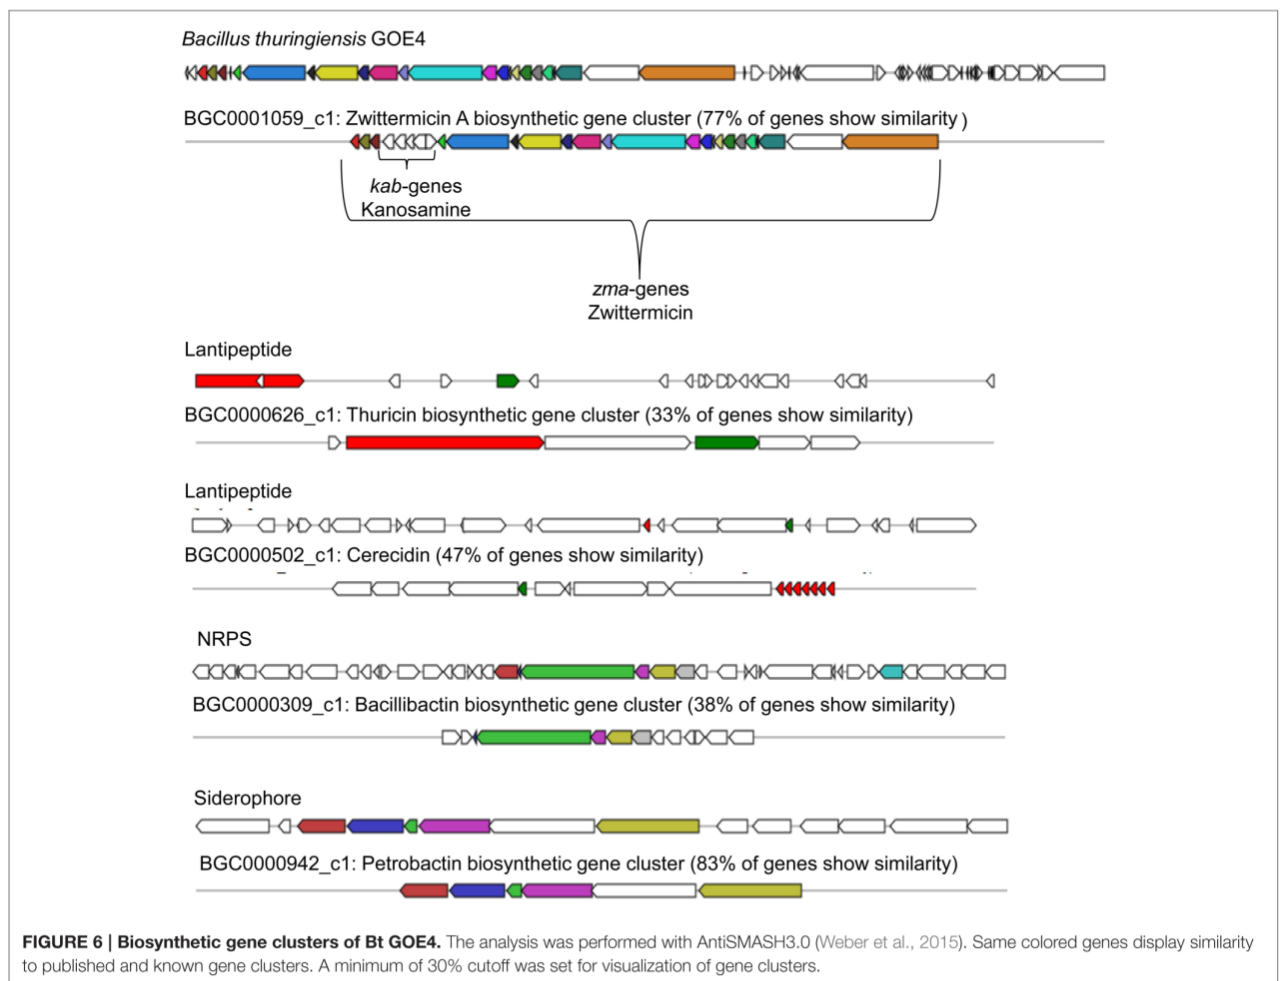 Bacillus thuringiensis GOE4
BGC0001059_c1: Zwittermicin A biosynthetic gene cluster (77% of genes show similarity )
kab-genes
Kanosamine
zma-genes
Zwittermicin
Lantipeptide
BGC0000626_c1: Thuricin biosynthetic gene cluster (33% of genes show similarity)
Lantipeptide
BGC0000502_c1: Cerecidin (47% of genes show similarity)
NRPS
BGC0000309_c1: Bacillibactin biosynthetic gene cluster (38% of genes show similarity)
Siderophore
BGC0000942_c1: Petrobactin biosynthetic gene cluster (83% of genes show similarity)
FIGURE 6 | Biosynthetic gene clusters of Bt GOE4. The analysis was performed with AntiSMASH3.0 (Weber et al., 2015). Same colored genes display similarity
to published and known gene clusters. A minimum of 30% cutoff was set for visualization of gene clusters.